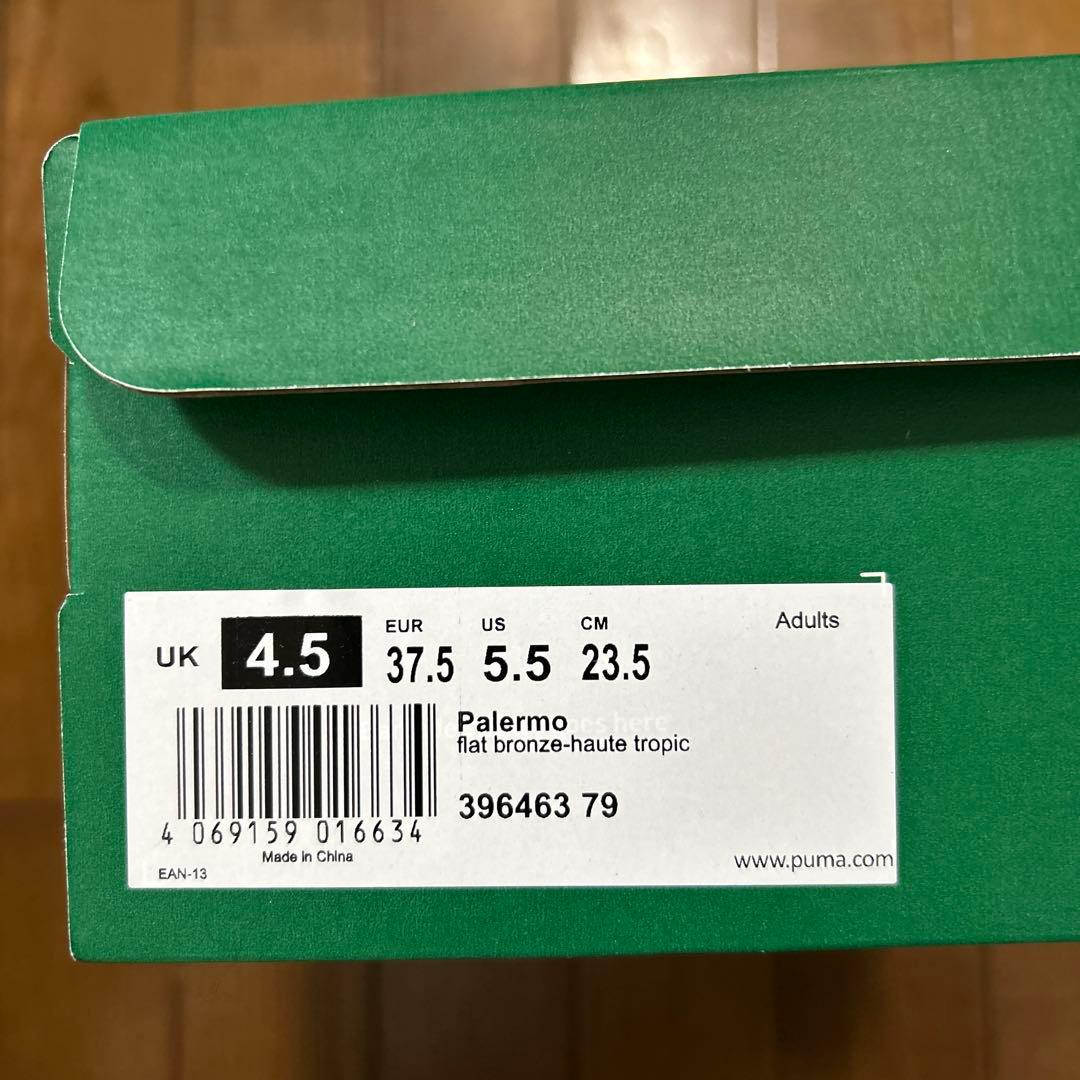 UK 4.5 EUR 37.5 US 5.5 CM 23.5 Adults
Palermo
flat bronze-haute tropic
396463 79
4 069159 016634
Made in China
EAN-13
www.puma.com